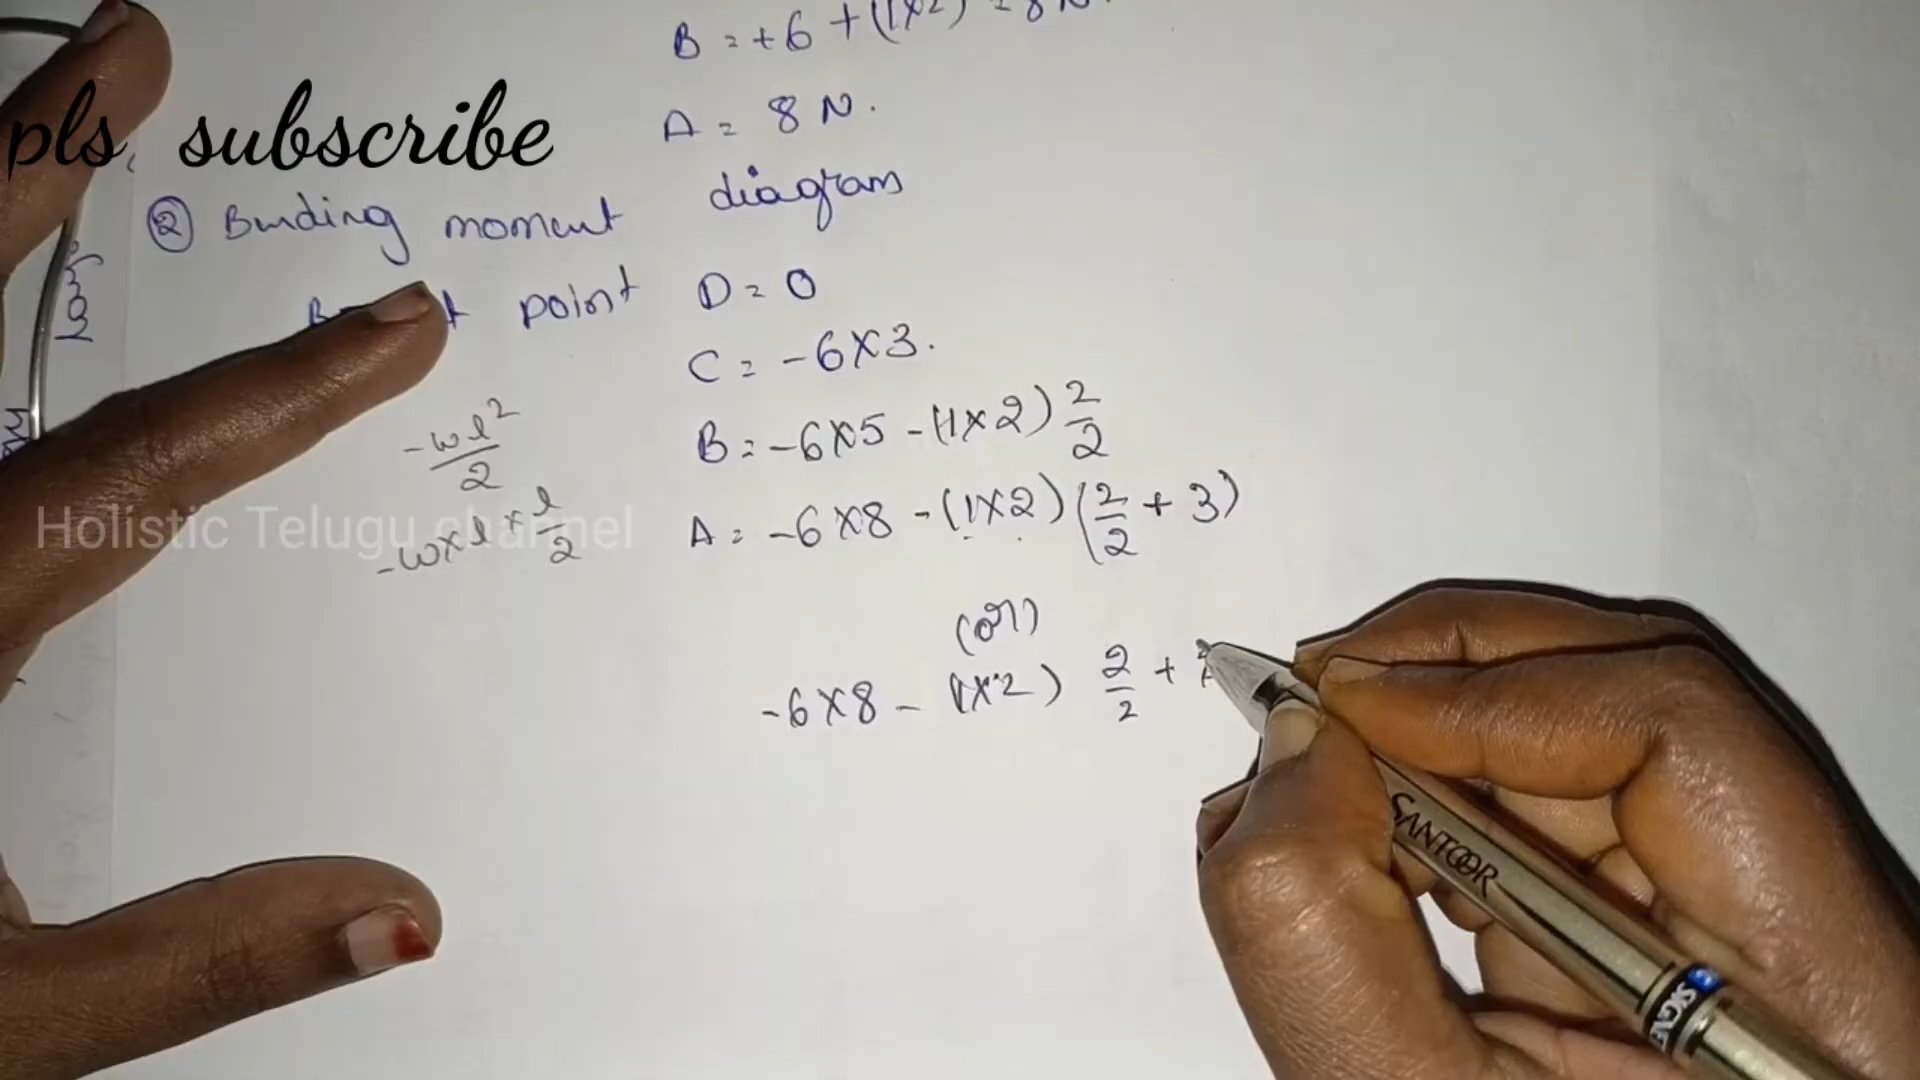 B = +6 + (1×2) = 8 N.
pls subscribe
A = 8 N.
② Bending moment diagram
point D = 0
C = -6×3.
B = -6×5 - (1×2) 2/2
-wl²/2
A = -6×8 - (1×2) (2/2 + 3)
-w×l×l/2
Holistic Telugu channel
(or)
-6×8 - (1×2) 2/2 +
SANTOOR
SIGNET